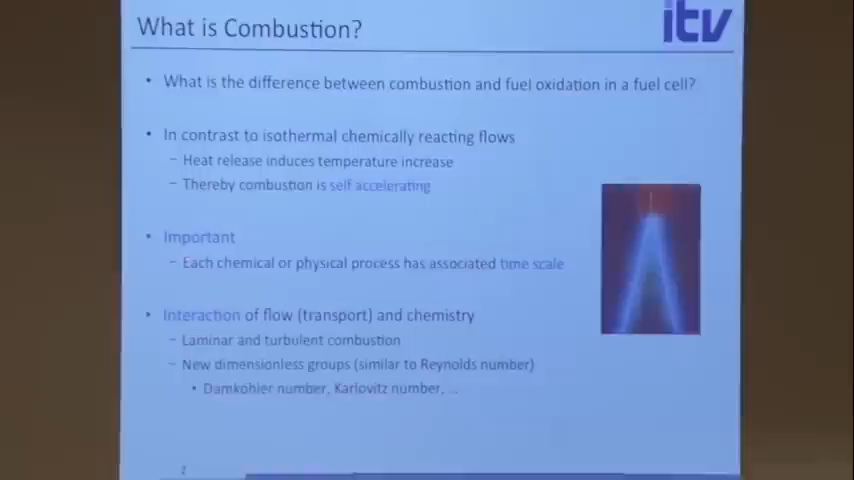 What is Combustion?
itv
• What is the difference between combustion and fuel oxidation in a fuel cell?
• In contrast to isothermal chemically reacting flows
– Heat release induces temperature increase
– Thereby combustion is self accelerating
• Important
– Each chemical or physical process has associated time scale
• Interaction of flow (transport) and chemistry
– Laminar and turbulent combustion
– New dimensionless groups (similar to Reynolds number)
• Damkohler number, Karlovitz number, ...
2